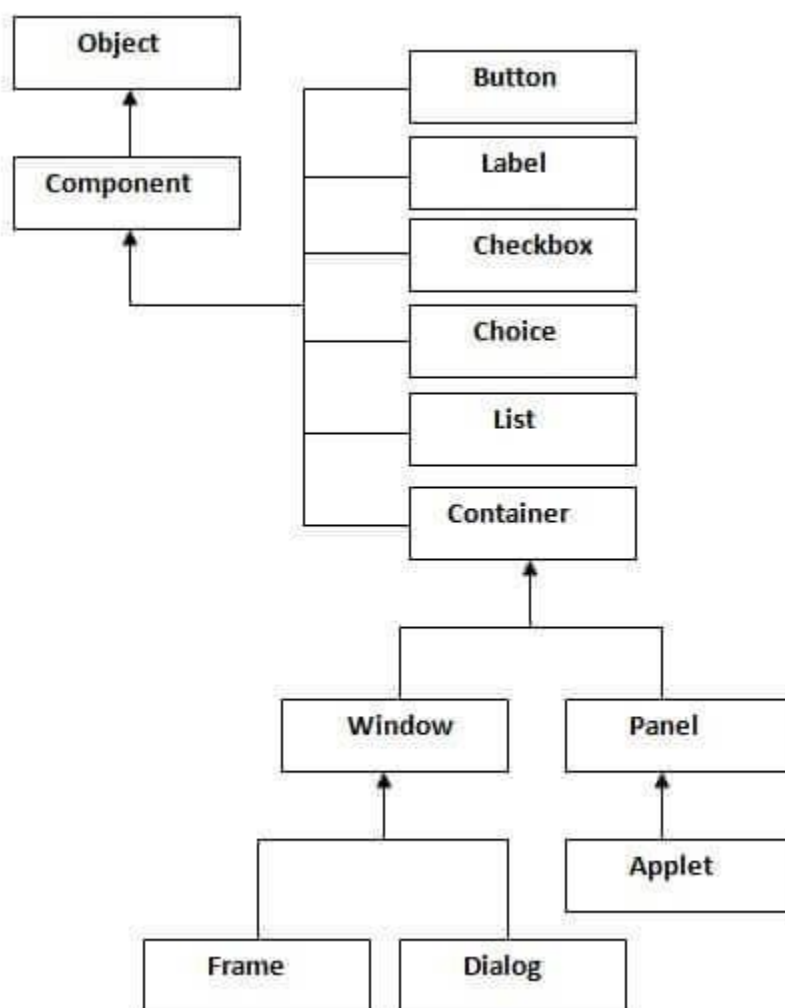 Object
Component
Button
Label
Checkbox
Choice
List
Container
Window
Panel
Applet
Frame
Dialog